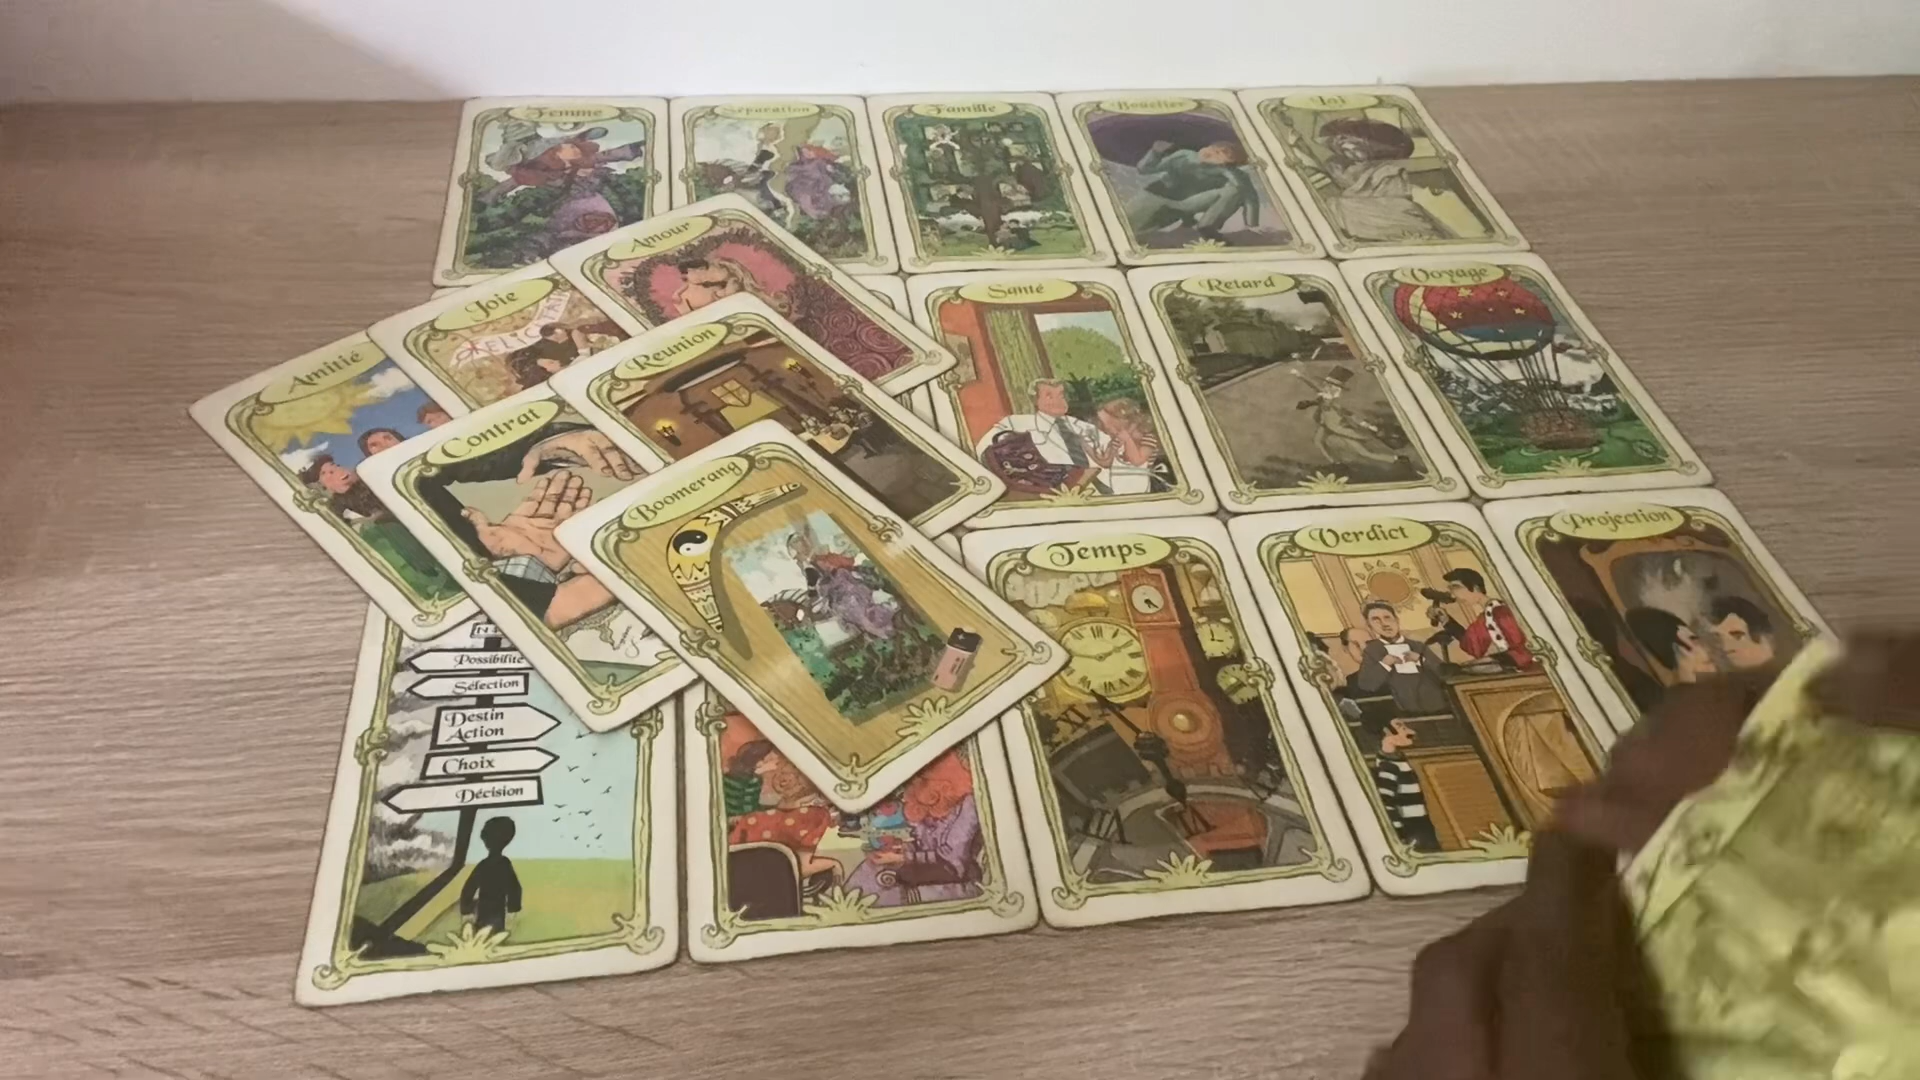 Femme
Séparation
Famille
Bouclier
Loi
Amour
Joie
Santé
Retard
Voyage
Amitié
Reunion
Contrat
Boomerang
Temps
Verdict
Projection
Possibilité
Sélection
Destin
Action
Choix
Décision